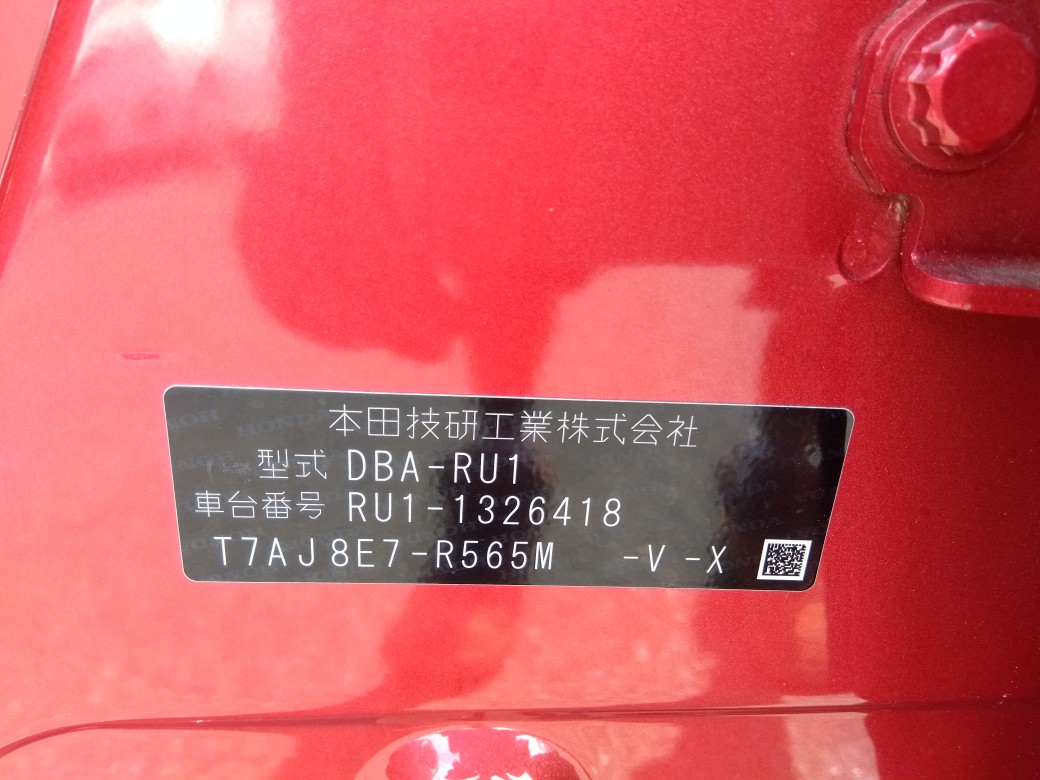 本田技研工業株式会社
型式 DBA-RU1
車台番号 RU1-1326418
T7AJ8E7-R565M -V -X